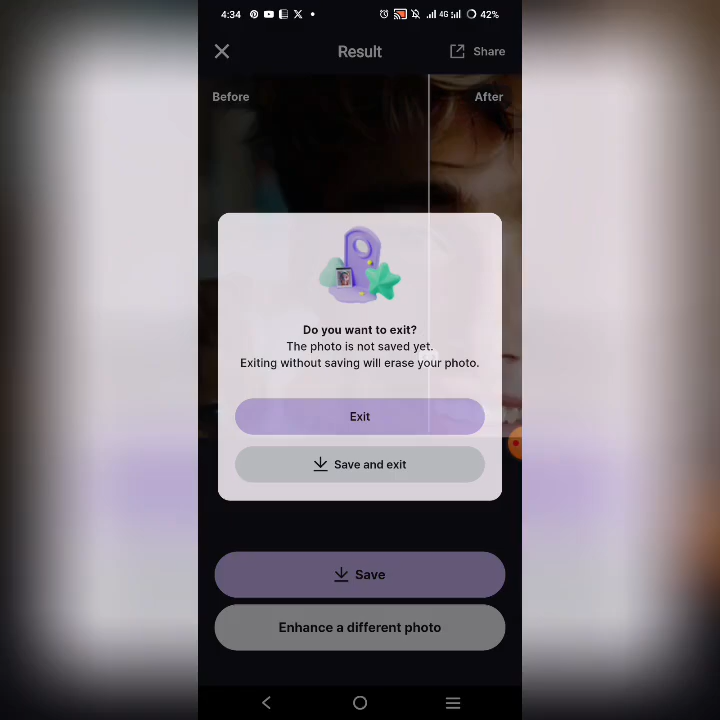 4:34 4G 42%
Result Share
Before After
Do you want to exit?
The photo is not saved yet.
Exiting without saving will erase your photo.
Exit
Save and exit
Save
Enhance a different photo